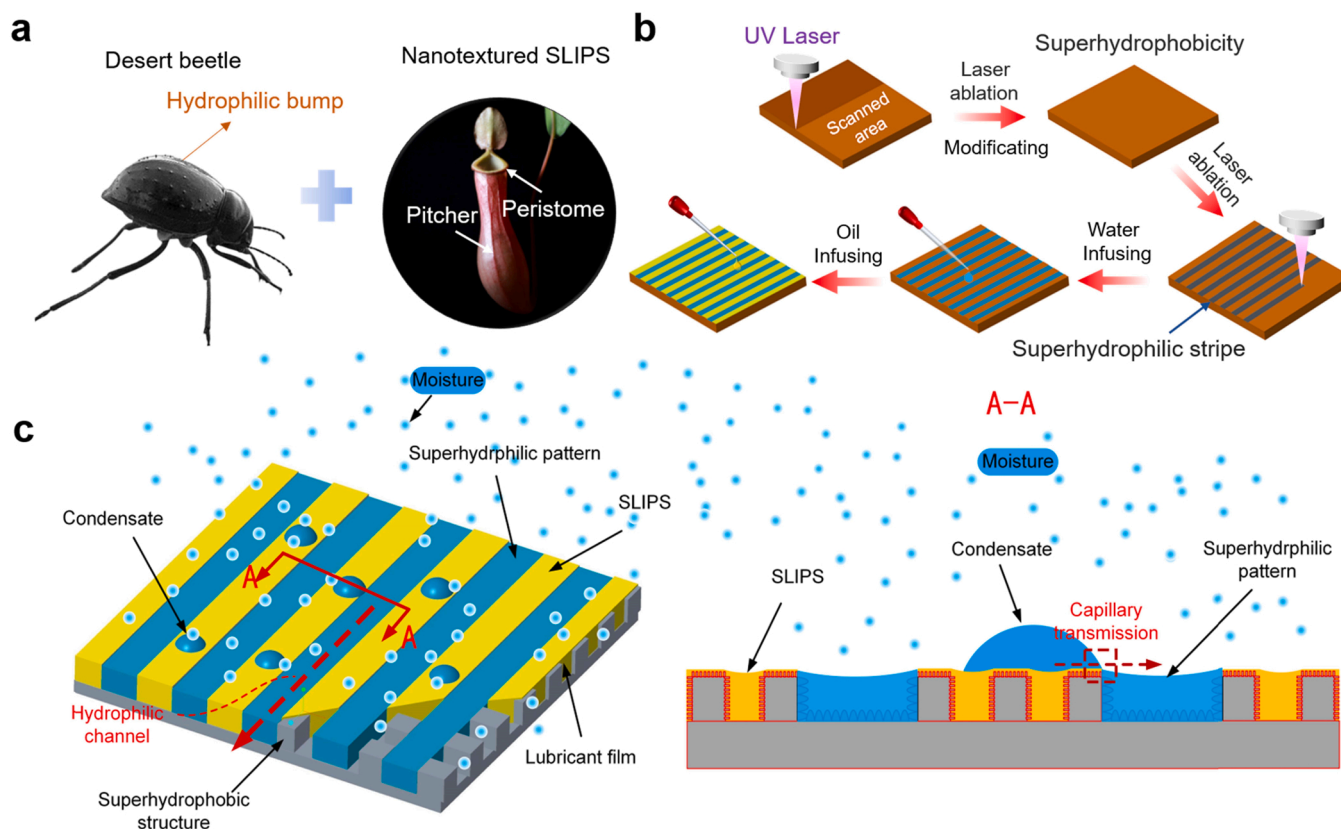 a
Desert beetle
Hydrophilic bump
Nanotextured SLIPS
Pitcher
Peristome
b
UV Laser
Scanned
area
Laser
ablation
Modificating
Superhydrophobicity
Laser
ablation
Superhydrophilic stripe
Water
Infusing
Oil
Infusing
c
Moisture
Superhydrphilic pattern
SLIPS
Condensate
A
A
Hydrophilic
channel
Superhydrophobic
structure
Lubricant film
A-A
Moisture
SLIPS
Condensate
Capillary
transmission
Superhydrphilic
pattern